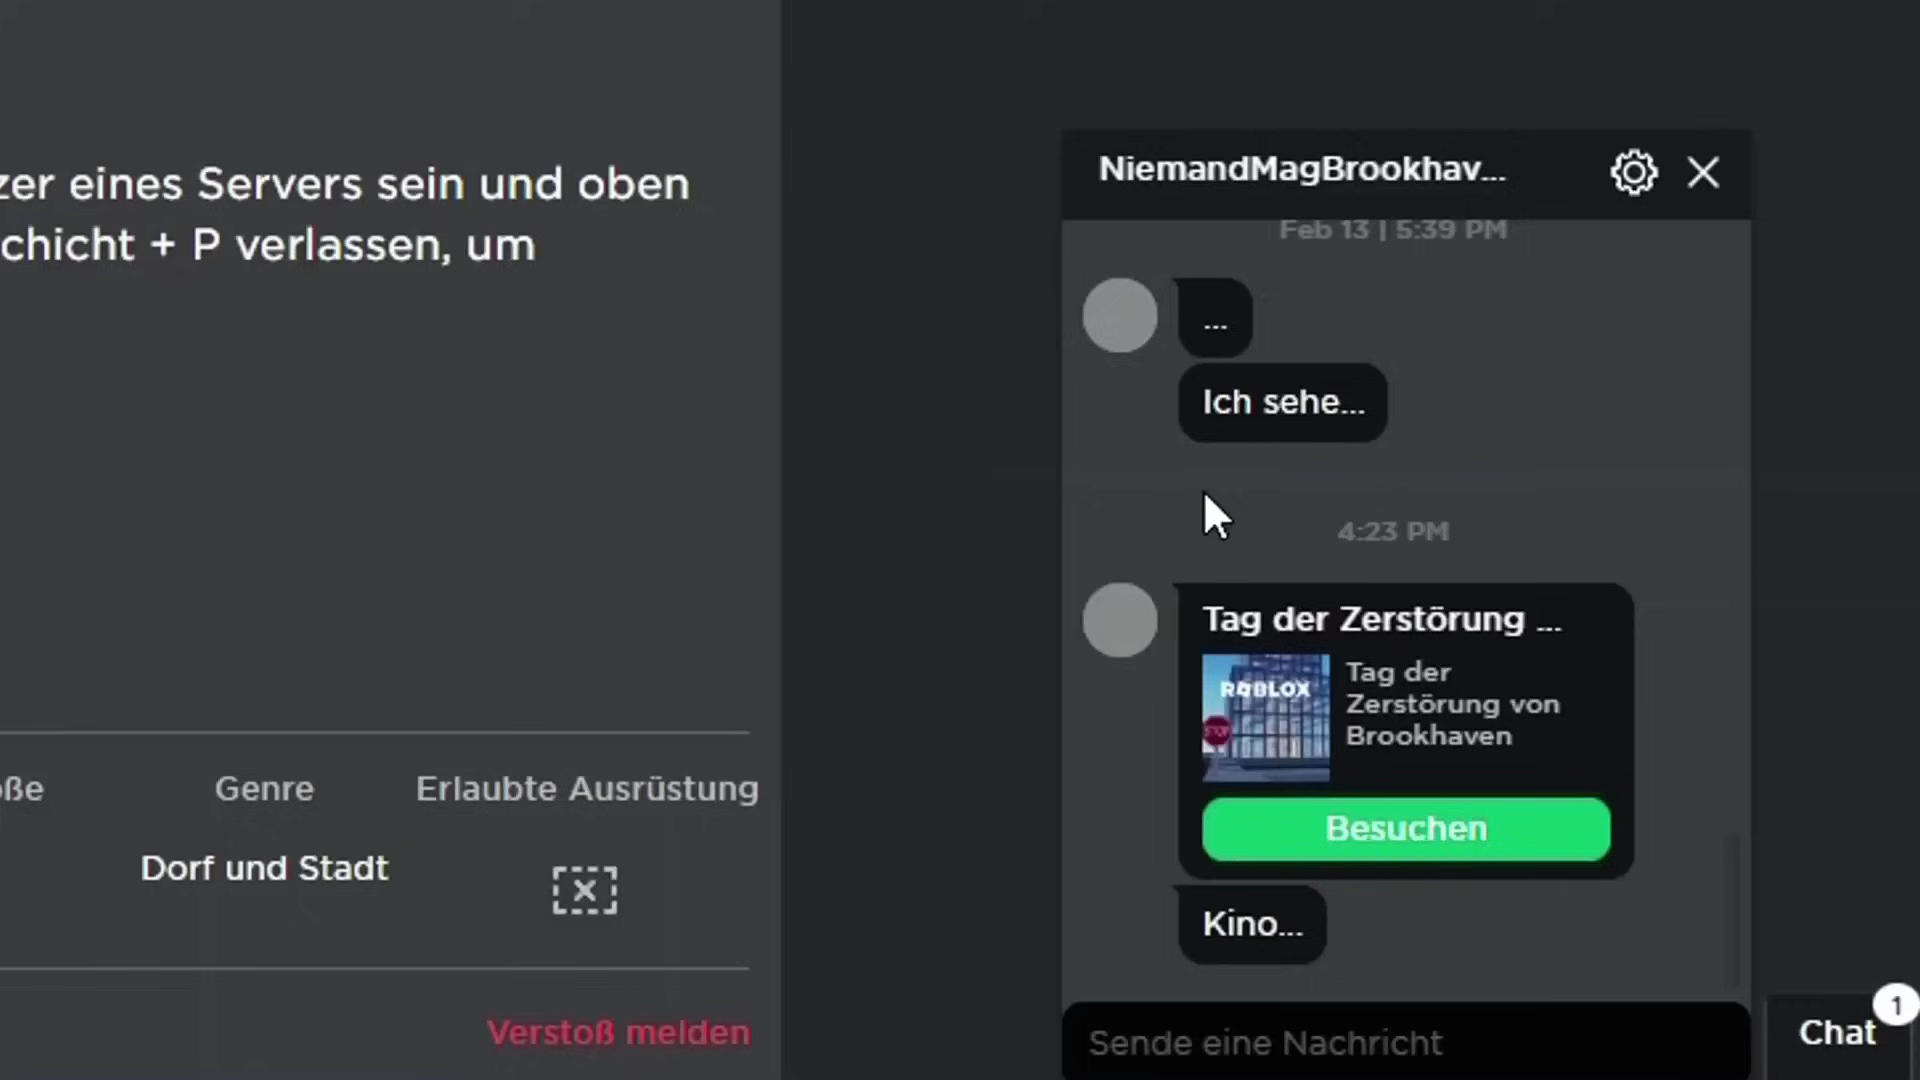 zer eines Servers sein und oben
chicht + P verlassen, um
oße
Genre
Erlaubte Ausrüstung
Dorf und Stadt
Verstoß melden
NiemandMagBrookhav...
Feb 13 | 5:39 PM
...
Ich sehe...
4:23 PM
Tag der Zerstörung ...
ROBLOX
STOP
Tag der
Zerstörung von
Brookhaven
Besuchen
Kino...
Sende eine Nachricht
Chat
1